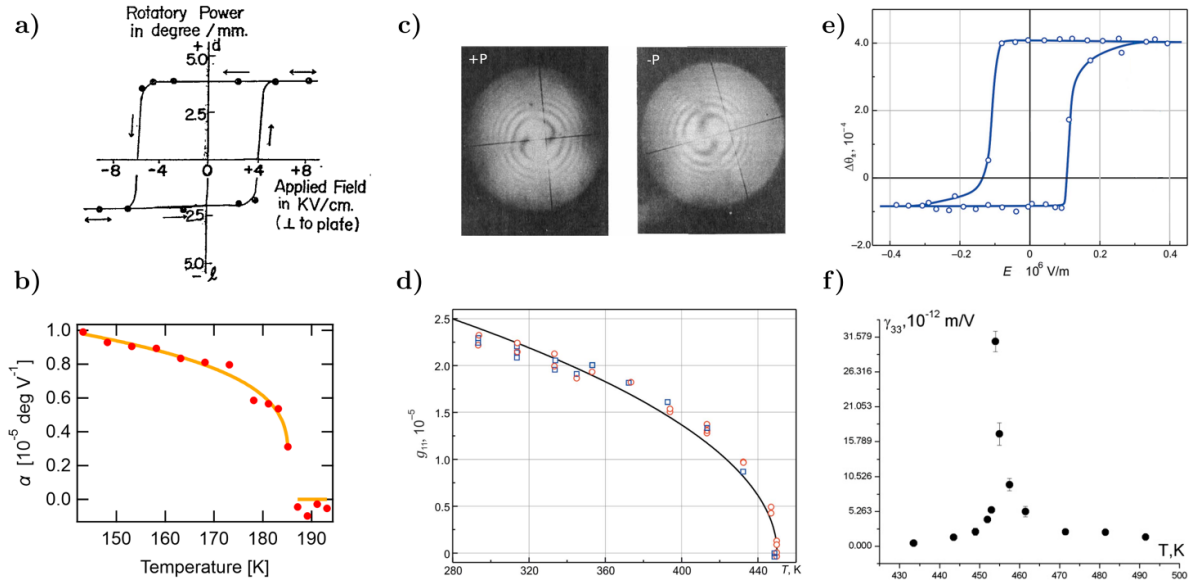 a)
Rotatory Power
in degree/mm.
+ d
5.0
2.5
-8
-4
0
+4
+8
Applied Field
in KV/cm.
(⊥ to plate)
2.5
5.0
- l
b)
α [10⁻⁵ deg V⁻¹]
1.0
0.8
0.6
0.4
0.2
0.0
150
160
170
180
190
Temperature [K]
c)
+P
-P
d)
g₁₁, 10⁻⁵
2.5
2.0
1.5
1.0
0.5
0
280
320
360
400
440
T, K
e)
Δθₐ, 10⁻⁴
4.0
2.0
0
−2.0
−0.4
−0.2
0
0.2
0.4
E 10⁶ V/m
f)
γ₃₃,10⁻¹² m/V
31.579
26.316
21.053
15.789
10.526
5.263
0.000
430
440
450
460
470
480
490
500
T,K